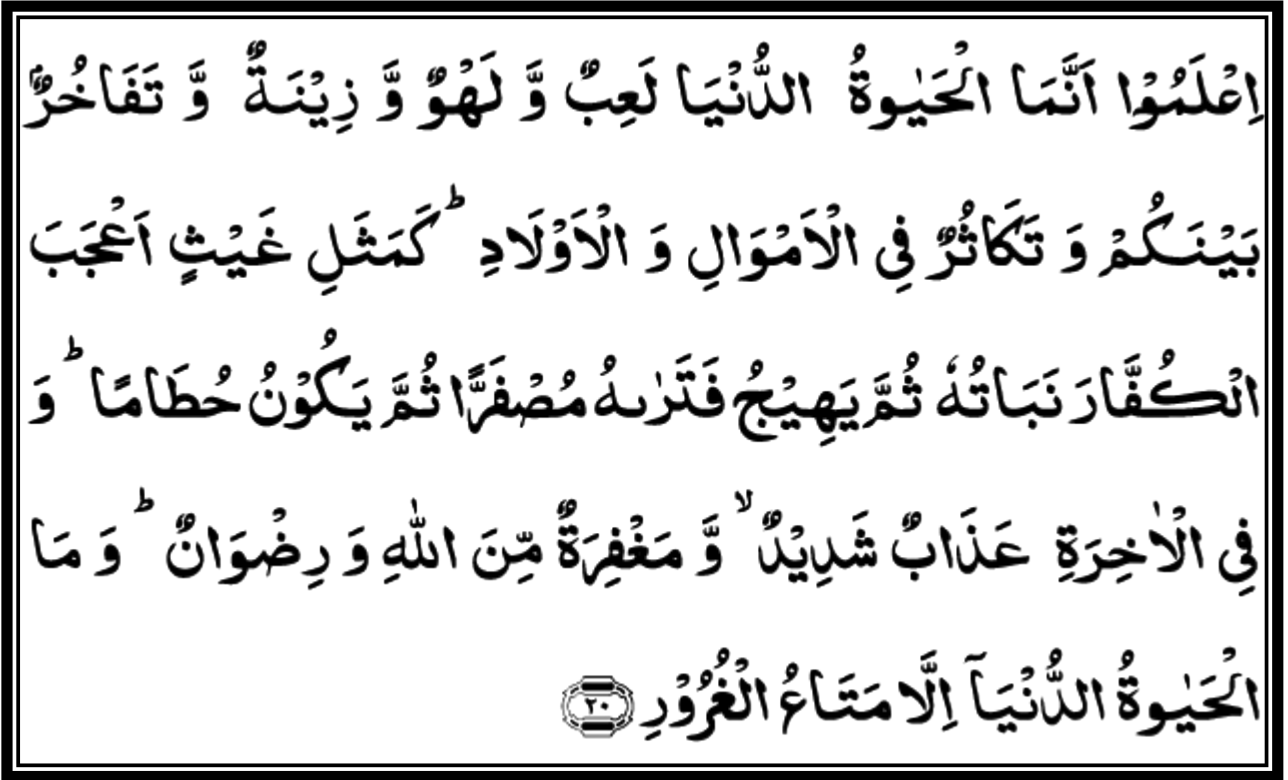 اِعْلَمُوْۤا اَنَّمَا الْحَيٰوةُ الدُّنْيَا لَعِبٌ وَّ لَهْوٌ وَّ زِيْنَةٌ وَّ تَفَاخُرٌۢ
بَيْنَكُمْ وَ تَكَاثُرٌ فِى الْاَمْوَالِ وَ الْاَوْلَادِ ؕ كَمَثَلِ غَيْثٍ اَعْجَبَ
الْكُفَّارَ نَبَاتُهٗ ثُمَّ يَهِيْجُ فَتَرٰىهُ مُصْفَرًّا ثُمَّ يَكُوْنُ حُطَامًا ؕ وَ
فِى الْاٰخِرَةِ عَذَابٌ شَدِيْدٌ ۙ وَّ مَغْفِرَةٌ مِّنَ اللّٰهِ وَ رِضْوَانٌ ؕ وَ مَا
الْحَيٰوةُ الدُّنْيَاۤ اِلَّا مَتَاعُ الْغُرُوْرِ ۝۲۰